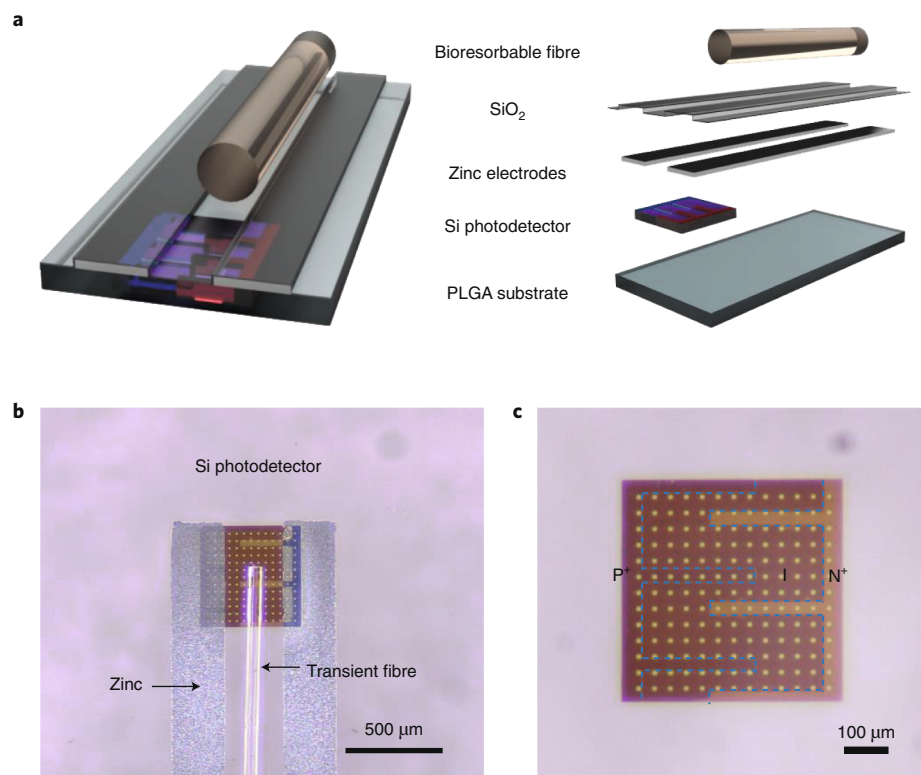 a
Bioresorbable fibre
SiO₂
Zinc electrodes
Si photodetector
PLGA substrate
b
Si photodetector
Zinc
Transient fibre
500 μm
c
P⁺
I
N⁺
100 μm